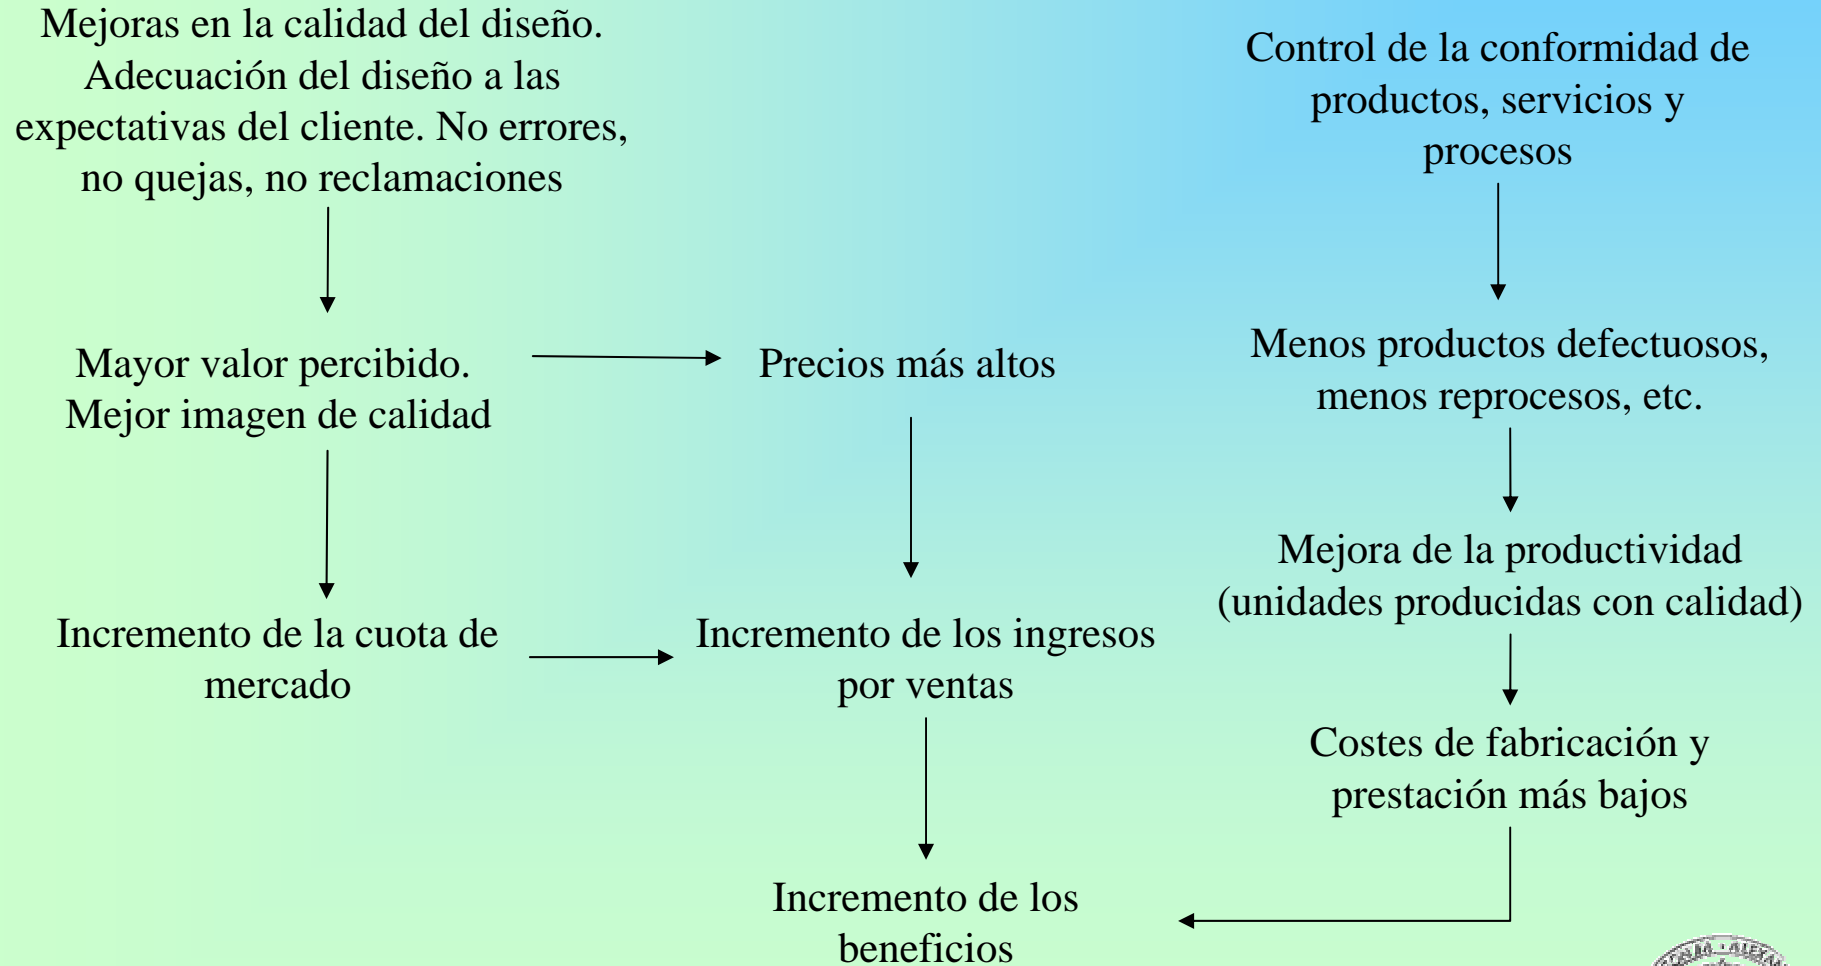 Mejoras en la calidad del diseño.
Adecuación del diseño a las
expectativas del cliente. No errores,
no quejas, no reclamaciones
Control de la conformidad de
productos, servicios y
procesos
Mayor valor percibido.
Mejor imagen de calidad
Precios más altos
Menos productos defectuosos,
menos reprocesos, etc.
Mejora de la productividad
(unidades producidas con calidad)
Incremento de la cuota de
mercado
Incremento de los ingresos
por ventas
Costes de fabricación y
prestación más bajos
Incremento de los
beneficios